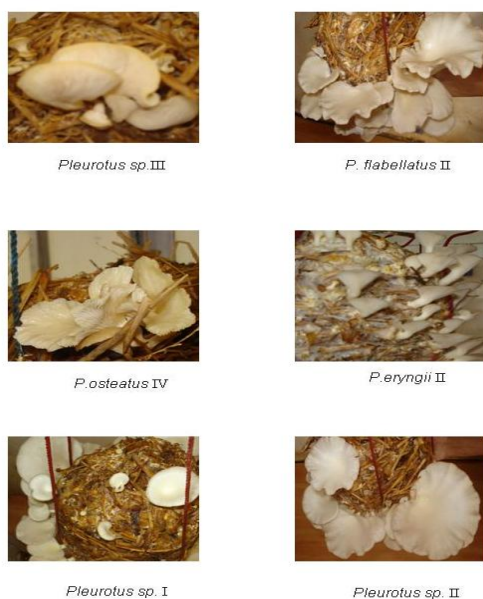 Pleurotus sp.III
P. flabellatus II
P.osteatus IV
P.eryngii II
Pleurotus sp. I
Pleurotus sp. II